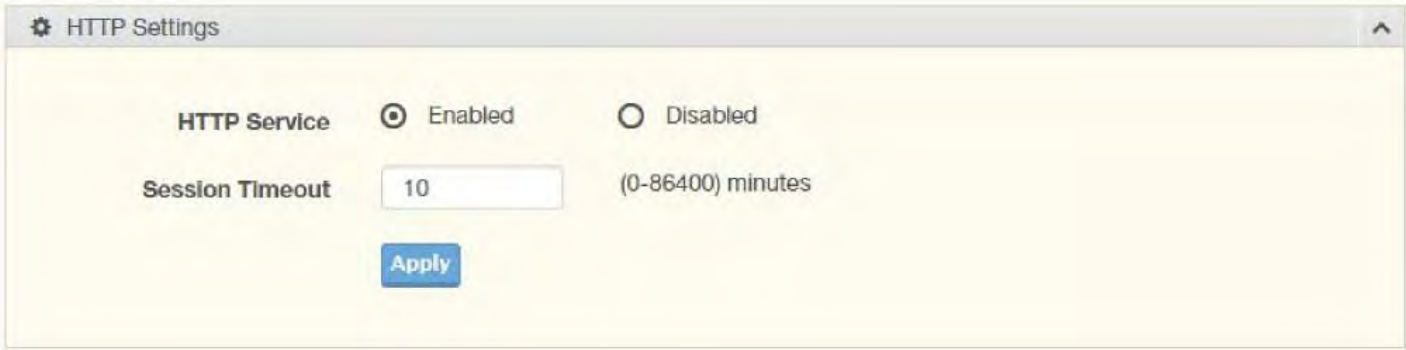 HTTP Settings
HTTP Service Enabled Disabled
Session Timeout 10 (0-86400) minutes
Apply